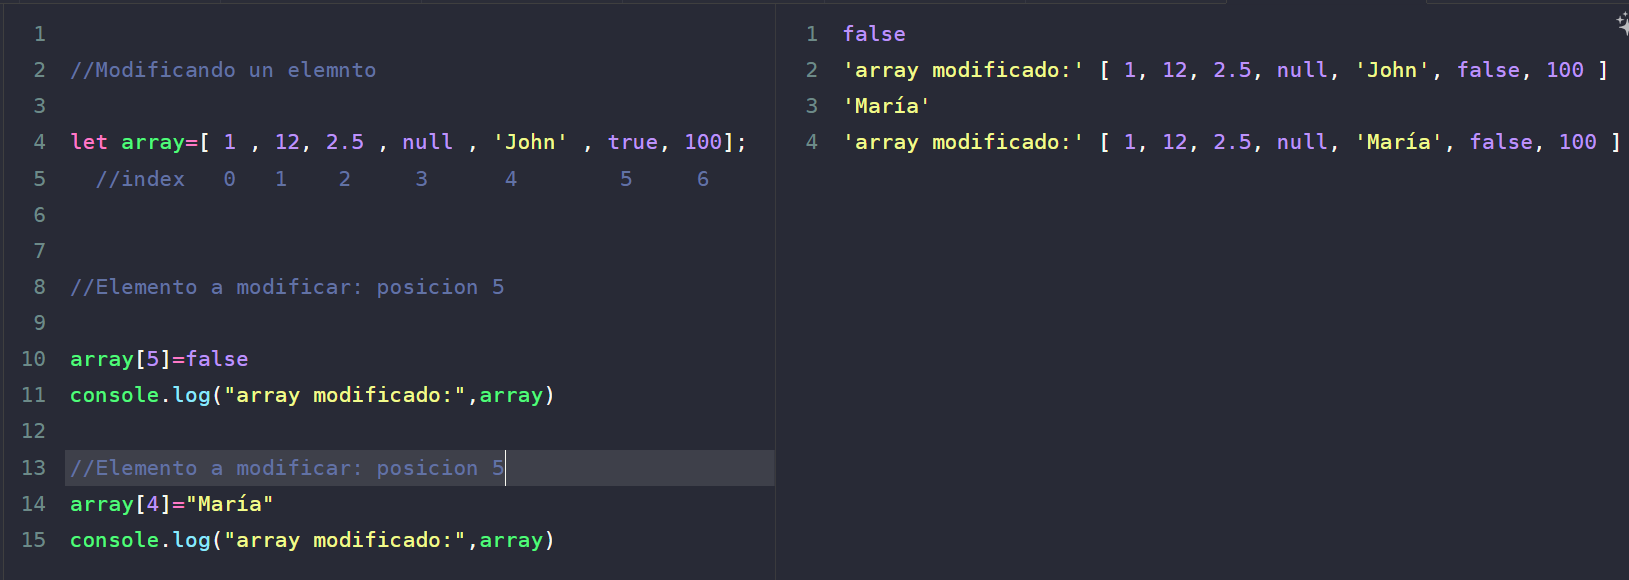 1
2 //Modificando un elemnto
3
4 let array=[ 1 , 12, 2.5 , null , 'John' , true, 100];
5 //index 0 1 2 3 4 5 6
6
7
8 //Elemento a modificar: posicion 5
9
10 array[5]=false
11 console.log("array modificado:",array)
12
13 //Elemento a modificar: posicion 5
14 array[4]="María"
15 console.log("array modificado:",array)
1 false
2 'array modificado:' [ 1, 12, 2.5, null, 'John', false, 100 ]
3 'María'
4 'array modificado:' [ 1, 12, 2.5, null, 'María', false, 100 ]